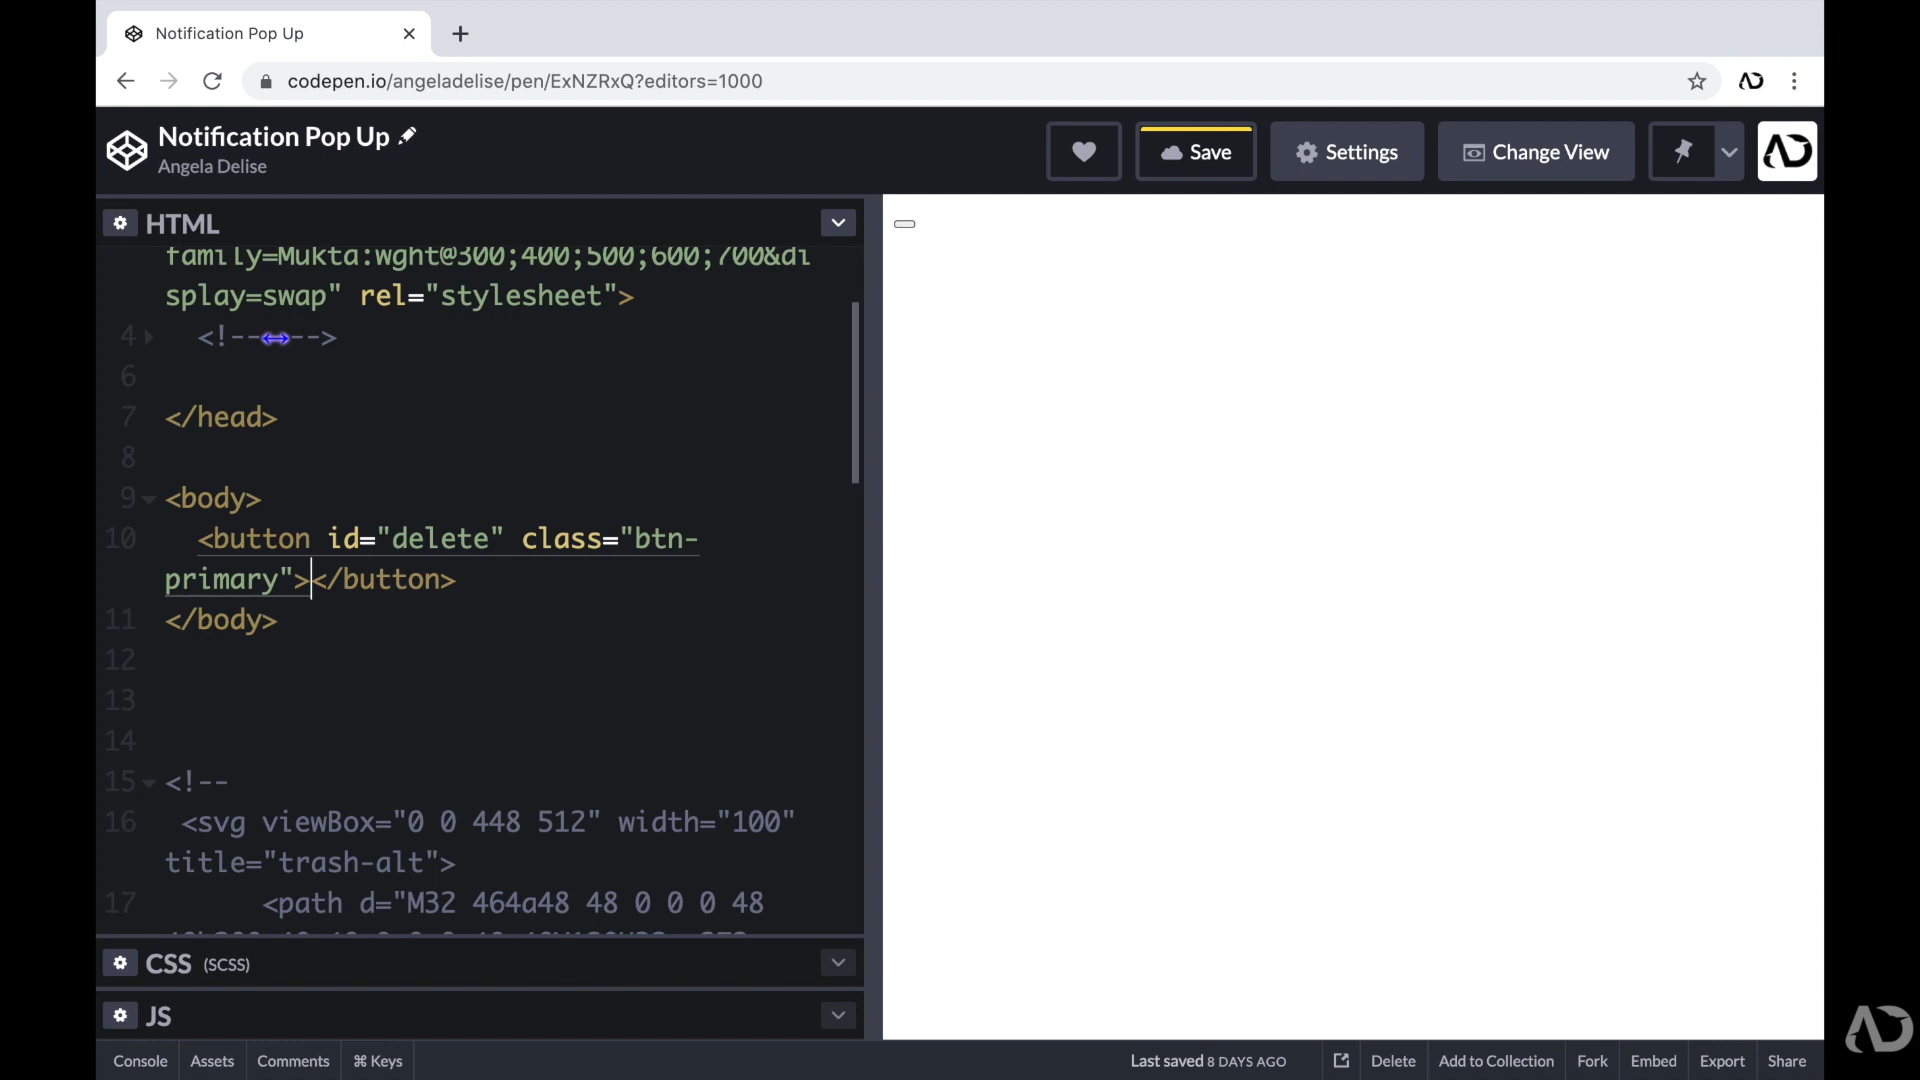 Notification Pop Up
codepen.io/angeladelise/pen/ExNZRxQ?editors=1000
Notification Pop Up
Angela Delise
Save
Settings
Change View
HTML
family=Mukta:wght@300;400;500;600;700&di
splay=swap" rel="stylesheet">
4 <!--↔-->
6
7 </head>
8
9 <body>
10 <button id="delete" class="btn-
primary"></button>
11 </body>
12
13
14
15 <!--
16 <svg viewBox="0 0 448 512" width="100"
title="trash-alt">
17 <path d="M32 464a48 48 0 0 0 48
CSS (SCSS)
JS
Console Assets Comments ⌘ Keys Last saved 8 DAYS AGO Delete Add to Collection Fork Embed Export Share